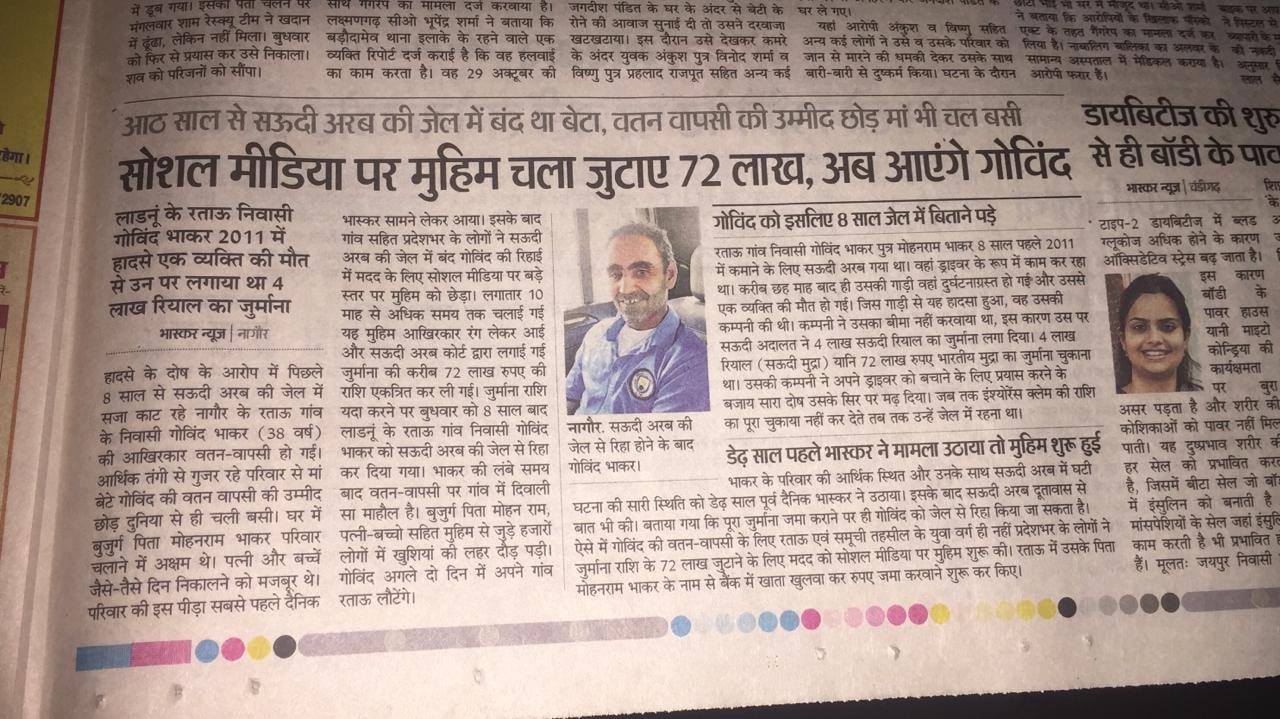 में डूब गया। इसका पता चलने पर
मंगलवार शाम रेस्क्यू टीम ने खदान
में ढूंढा, लेकिन नहीं मिला। बुधवार
को फिर से प्रयास कर उसे निकाला।
शव को परिजनों को सौंपा।
साथ गैंगरेप का मामला दर्ज करवाया है।
लक्ष्मणगढ़ सीओ भूपेंद्र शर्मा ने बताया कि
बड़ौदामेव थाना इलाके के रहने वाले एक
व्यक्ति रिपोर्ट दर्ज कराई है कि वह हलवाई
का काम करता है। वह 29 अक्टूबर की
जगदीश पंडित के घर के अंदर से बेटी के
रोने की आवाज सुनाई दी तो उसने दरवाजा
खटखटाया। इस दौरान उसे देखकर कमरे
के अंदर युवक अंकुश पुत्र विनोद शर्मा व
विष्णु पुत्र प्रहलाद राजपूत सहित अन्य कई
घर ले गए।
यहां आरोपी अंकुश व विष्णु सहित
अन्य कई लोगों ने उसे व उसके परिवार को
जान से मारने की धमकी देकर उसके साथ
बारी-बारी से दुष्कर्म किया। घटना के दौरान
ने बताया कि आरोपियों के खिलाफ पॉक्सो
एक्ट के तहत गैंगरेप का मामला दर्ज कर
लिया है। नाबालिग बालिका का अलवर के
सामान्य अस्पताल में मेडिकल कराया है।
आरोपी फरार हैं।
रहेगा।
2907
आठ साल से सऊदी अरब की जेल में बंद था बेटा, वतन वापसी की उम्मीद छोड़ मां भी चल बसी
सोशल मीडिया पर मुहिम चला जुटाए 72 लाख, अब आएंगे गोविंद
लाडनूं के रताऊ निवासी
गोविंद भाकर 2011 में
हादसे एक व्यक्ति की मौत
से उन पर लगाया था 4
लाख रियाल का जुर्माना
भास्कर न्यूज | नागौर
हादसे के दोष के आरोप में पिछले
8 साल से सऊदी अरब की जेल में
सजा काट रहे नागौर के रताऊ गांव
के निवासी गोविंद भाकर (38 वर्ष)
की आखिरकार वतन-वापसी हो गई।
आर्थिक तंगी से गुजर रहे परिवार से मां
बेटे गोविंद की वतन वापसी की उम्मीद
छोड़ दुनिया से ही चली बसी। घर में
बुजुर्ग पिता मोहनराम भाकर परिवार
चलाने में अक्षम थे। पत्नी और बच्चें
जैसे-तैसे दिन निकालने को मजबूर थे।
परिवार की इस पीड़ा सबसे पहले दैनिक
भास्कर सामने लेकर आया। इसके बाद
गांव सहित प्रदेशभर के लोगों ने सऊदी
अरब की जेल में बंद गोविंद की रिहाई
में मदद के लिए सोशल मीडिया पर बड़े
स्तर पर मुहिम को छेड़ा। लगातार 10
माह से अधिक समय तक चलाई गई
यह मुहिम आखिरकार रंग लेकर आई
और सऊदी अरब कोर्ट द्वारा लगाई गई
जुर्माना की करीब 72 लाख रुपए की
राशि एकत्रित कर ली गई। जुर्माना राशि
यदा करने पर बुधवार को 8 साल बाद
लाडनूं के रताऊ गांव निवासी गोविंद
भाकर को सऊदी अरब की जेल से रिहा
कर दिया गया। भाकर की लंबे समय
बाद वतन-वापसी पर गांव में दिवाली
सा माहौल है। बुजुर्ग पिता मोहन राम,
पत्नी-बच्चो सहित मुहिम से जुड़े हजारों
लोगों में खुशियों की लहर दौड़ पड़ी।
गोविंद अगले दो दिन में अपने गांव
रताऊ लौटेंगे।
नागौर. सऊदी अरब की
जेल से रिहा होने के बाद
गोविंद भाकर।
गोविंद को इसलिए 8 साल जेल में बिताने पड़े
रताऊ गांव निवासी गोविंद भाकर पुत्र मोहनराम भाकर 8 साल पहले 2011
में कमाने के लिए सऊदी अरब गया था। वहां ड्राइवर के रूप में काम कर रहा
था। करीब छह माह बाद ही उसकी गाड़ी वहां दुर्घटनाग्रस्त हो गई और उससे
एक व्यक्ति की मौत हो गई। जिस गाड़ी से यह हादसा हुआ, वह उसकी
कम्पनी की थी। कंपनी ने उसका बीमा नहीं करवाया था, इस कारण उस पर
सऊदी अदालत ने 4 लाख सऊदी रियाल का जुर्माना लगा दिया। 4 लाख
रियाल (सऊदी मुद्रा) यानि 72 लाख रुपए भारतीय मुद्रा का जुर्माना चुकाना
था। उसकी कम्पनी ने अपने ड्राइवर को बचाने के लिए प्रयास करने के
बजाय सारा दोष उसके सिर पर मढ़ दिया। जब तक इंश्योरेंस क्लेम की राशि
का पूरा चुकाया नहीं कर देते तब तक उन्हें जेल में रहना था।
डेढ़ साल पहले भास्कर ने मामला उठाया तो मुहिम शुरू हुई
भाकर के परिवार की आर्थिक स्थित और उनके साथ सऊदी अरब में घटी
घटना की सारी स्थिति को डेढ़ साल पूर्व दैनिक भास्कर ने उठाया। इसके बाद सऊदी अरब दूतावास से
बात भी की। बताया गया कि पूरा जुर्माना जमा कराने पर ही गोविंद को जेल से रिहा किया जा सकता है।
ऐसे में गोविंद की वतन-वापसी के लिए रताऊ एवं समूची तहसील के युवा वर्ग ही नहीं प्रदेशभर के लोगों ने
जुर्माना राशि के 72 लाख जुटाने के लिए मदद को सोशल मीडिया पर मुहिम शुरू की। रताऊ में उसके पिता
मोहनराम भाकर के नाम से बैंक में खाता खुलवा कर रुपए जमा करवाने शुरू कर किए।
डायबिटीज की शुरु
से ही बॉडी के पाव
भास्कर न्यूज | चंडीगढ़
टाइप-2 डायबिटीज में ब्लड
ग्लूकोज अधिक होने के कारण
ऑक्सिडेटिव स्ट्रेस बढ़ जाता है।
इस कारण
बॉडी के
पावर हाउस
यानी माइटो
कोन्ड्रिया की
कार्यक्षमता
पर बुरा
असर पड़ता है और शरीर की
कोशिकाओं को पावर नहीं मिल
पाती। यह दुष्प्रभाव शरीर के
हर सेल को प्रभावित कर
है, जिसमें बीटा सेल जो बॉ
में इंसुलिन को बनाती है
मांसपेशियों के सेल जहां इंसुलि
काम करती है भी प्रभावित ह
हैं। मूलतः जयपुर निवासी